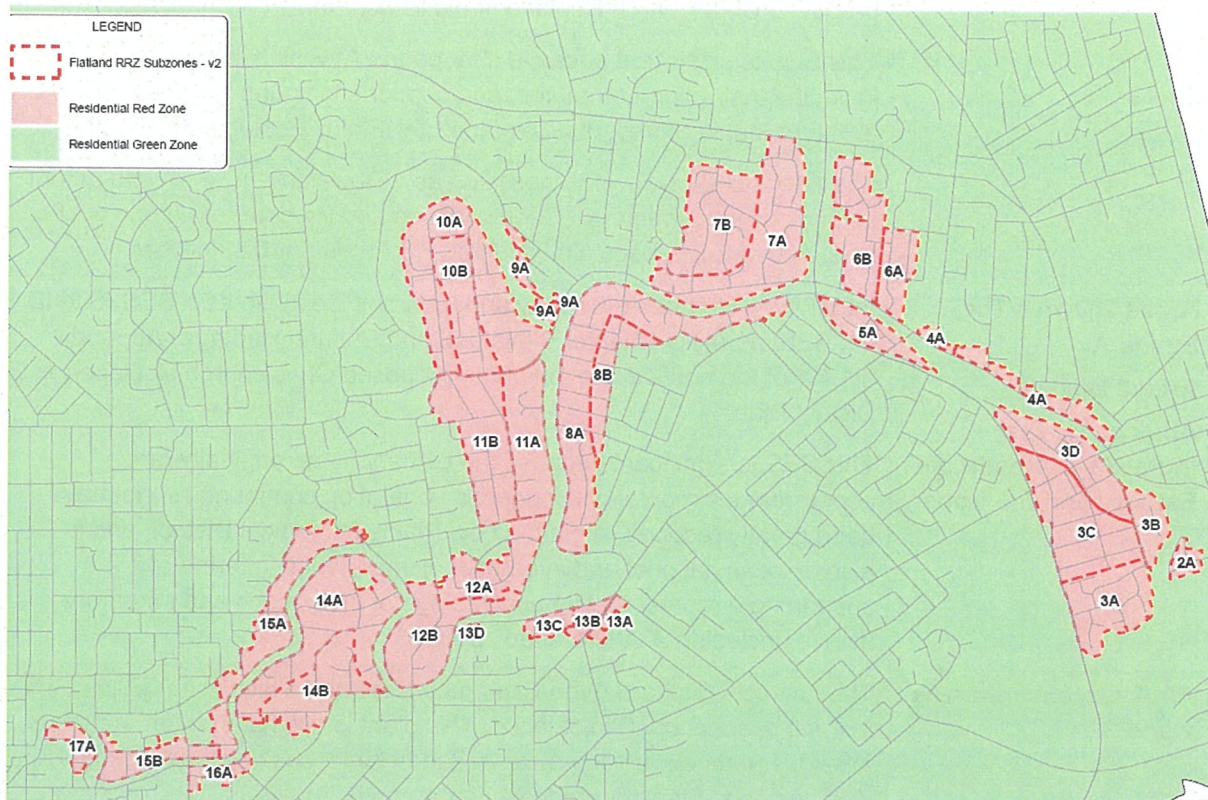 LEGEND
Flatland RRZ Subzones - v2
Residential Red Zone
Residential Green Zone
10A
7B
7A
10B
9A
6B
6A
9A
9A
5A
4A
8B
4A
11B
11A
8A
3D
3C
3B
2A
12A
14A
3A
15A
12B
13D
13C
13B
13A
14B
17A
15B
16A